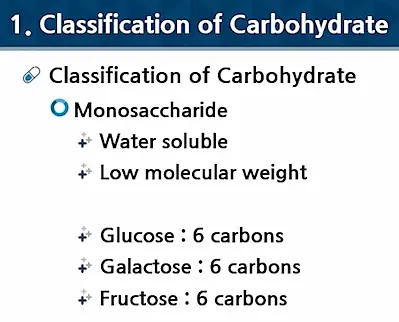 1. Classification of Carbohydrate
Classification of Carbohydrate
Monosaccharide
Water soluble
Low molecular weight
Glucose : 6 carbons
Galactose : 6 carbons
Fructose : 6 carbons